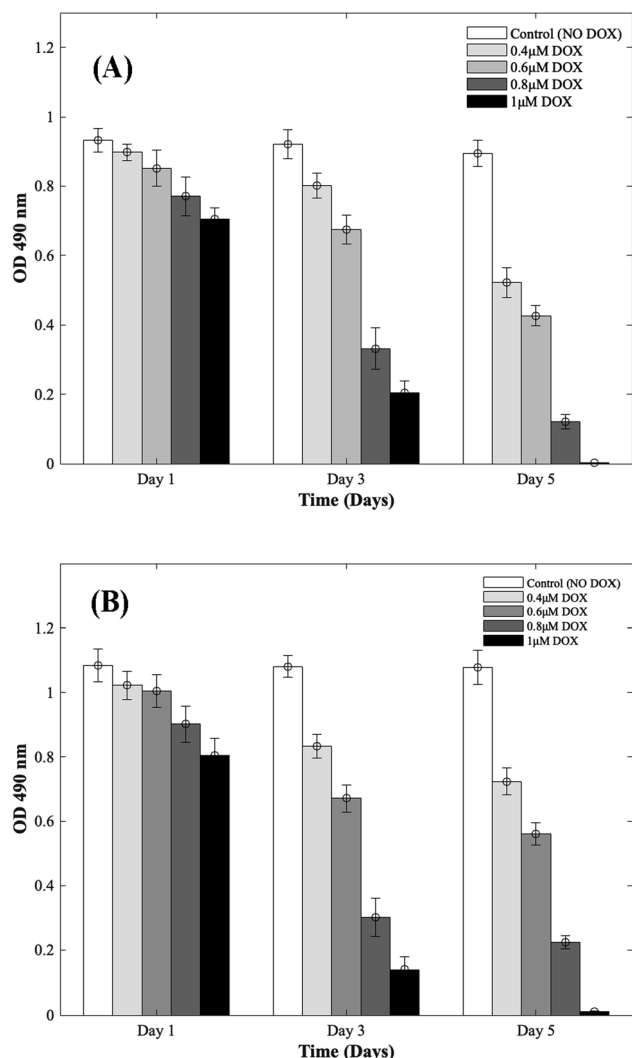 (A)
Control (NO DOX)
0.4µM DOX
0.6µM DOX
0.8µM DOX
1µM DOX
OD 490 nm
1.2
1
0.8
0.6
0.4
0.2
0
Day 1
Day 3
Day 5
Time (Days)
(B)
Control (NO DOX)
0.4µM DOX
0.6µM DOX
0.8µM DOX
1µM DOX
OD 490 nm
1.2
1
0.8
0.6
0.4
0.2
0
Day 1
Day 3
Day 5
Time (Days)